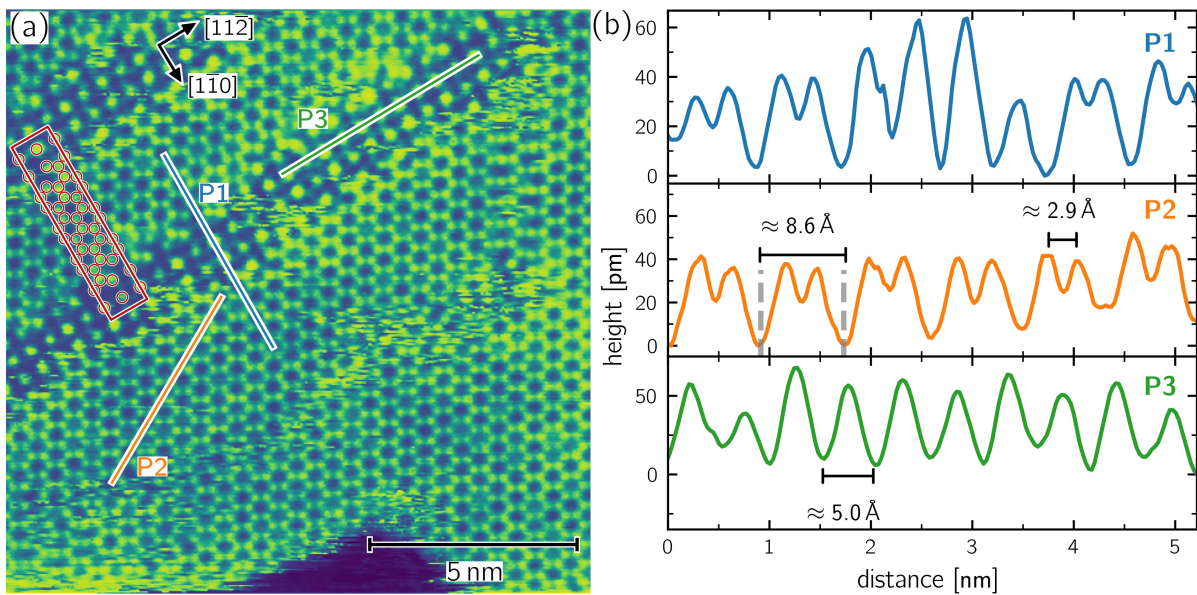 (a)
[112̄]
[11̄0]
P3
P1
P2
5 nm
(b)
height [pm]
60
40
20
0
P1
60
40
20
0
≈ 8.6 Å
≈ 2.9 Å
P2
50
0
≈ 5.0 Å
P3
0 1 2 3 4 5
distance [nm]